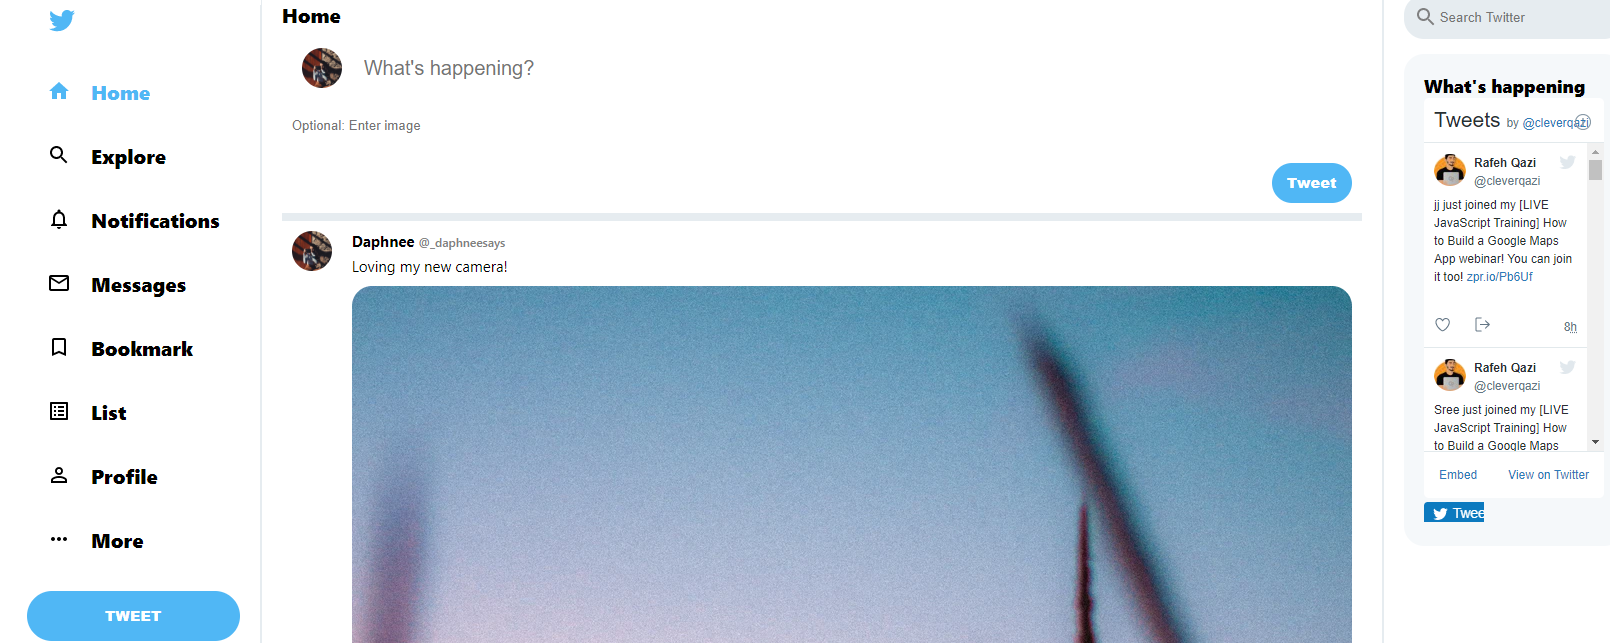 Home
Explore
Notifications
Messages
Bookmark
List
Profile
More
TWEET
Home
What's happening?
Optional: Enter image
Tweet
Daphnee @_daphneesays
Loving my new camera!
Search Twitter
What's happening
Tweets by @cleverqazi
Rafeh Qazi
@cleverqazi
jj just joined my [LIVE
JavaScript Training] How
to Build a Google Maps
App webinar! You can join
it too! zpr.io/Pb6Uf
8h
Rafeh Qazi
@cleverqazi
Sree just joined my [LIVE
JavaScript Training] How
to Build a Google Maps
Embed View on Twitter
Twee